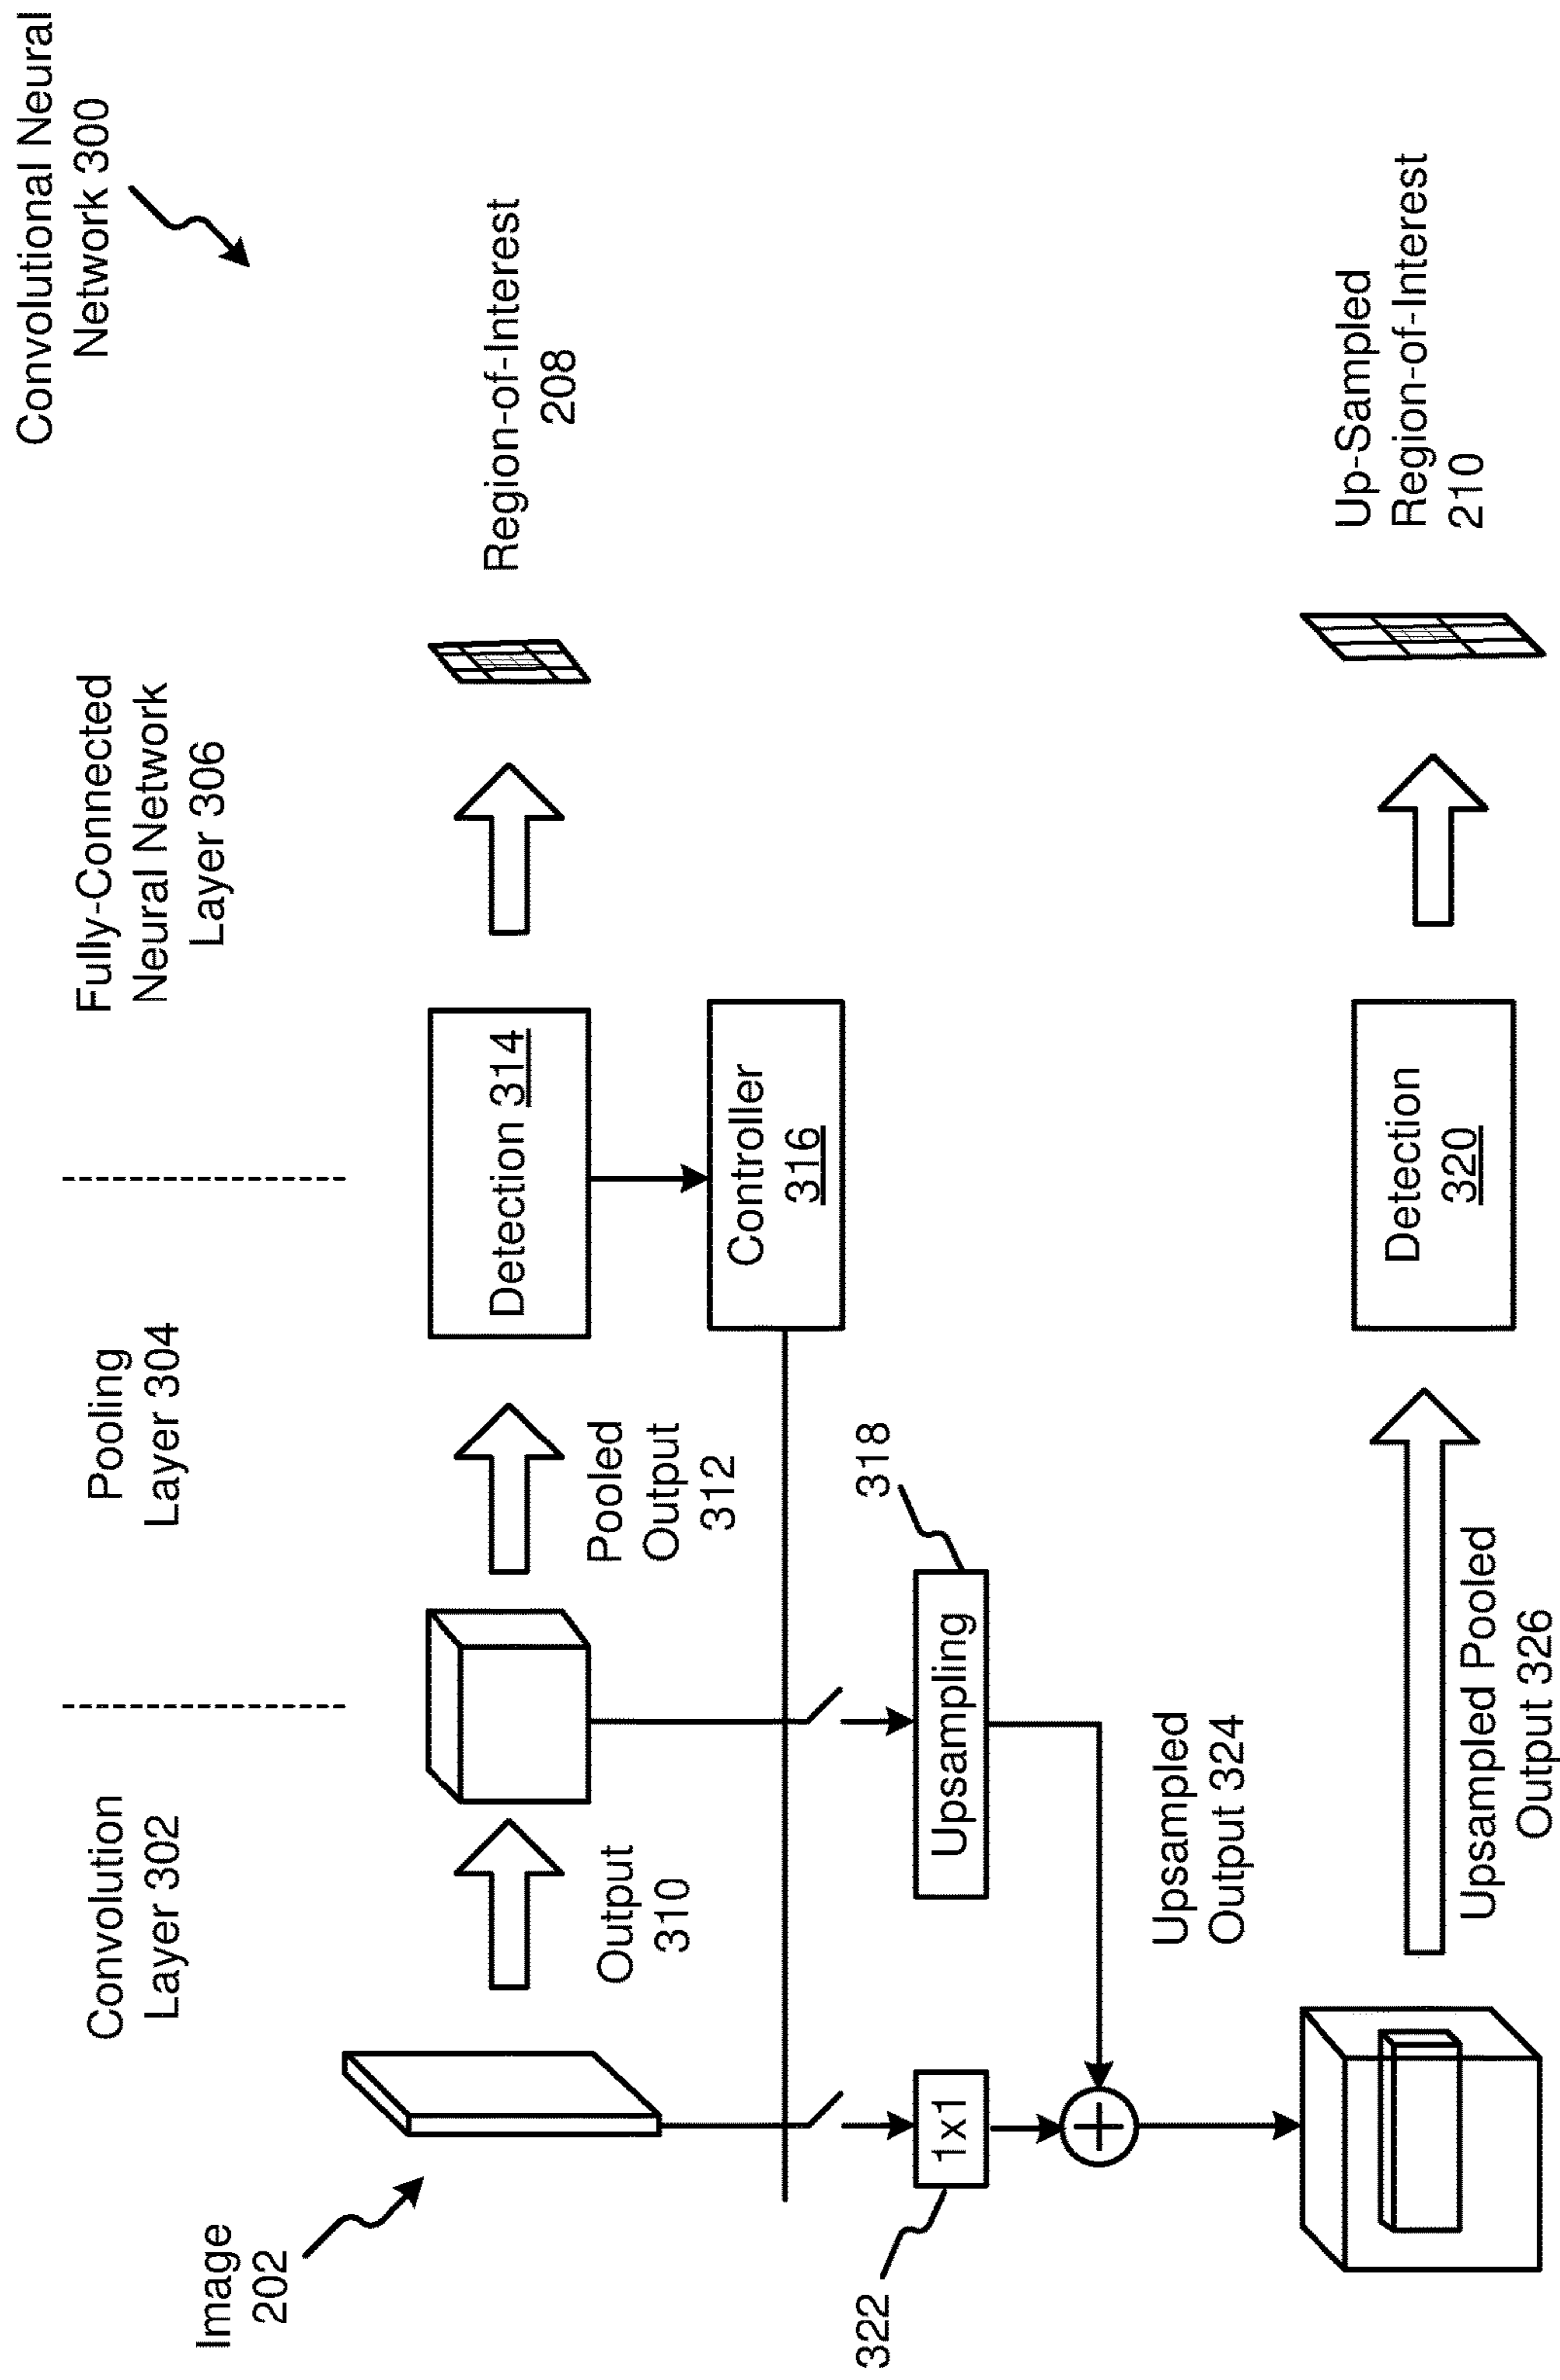 Convolutional Neural
Network 300
Convolution
Layer 302
Pooling
Layer 304
Fully-Connected
Neural Network
Layer 306
Image
202
Output
310
Pooled
Output
312
Detection 314
Region-of-Interest
208
Controller
316
318
Upsampling
322
1x1
Upsampled
Output 324
Upsampled Pooled
Output 326
Detection
320
Up-Sampled
Region-of-Interest
210